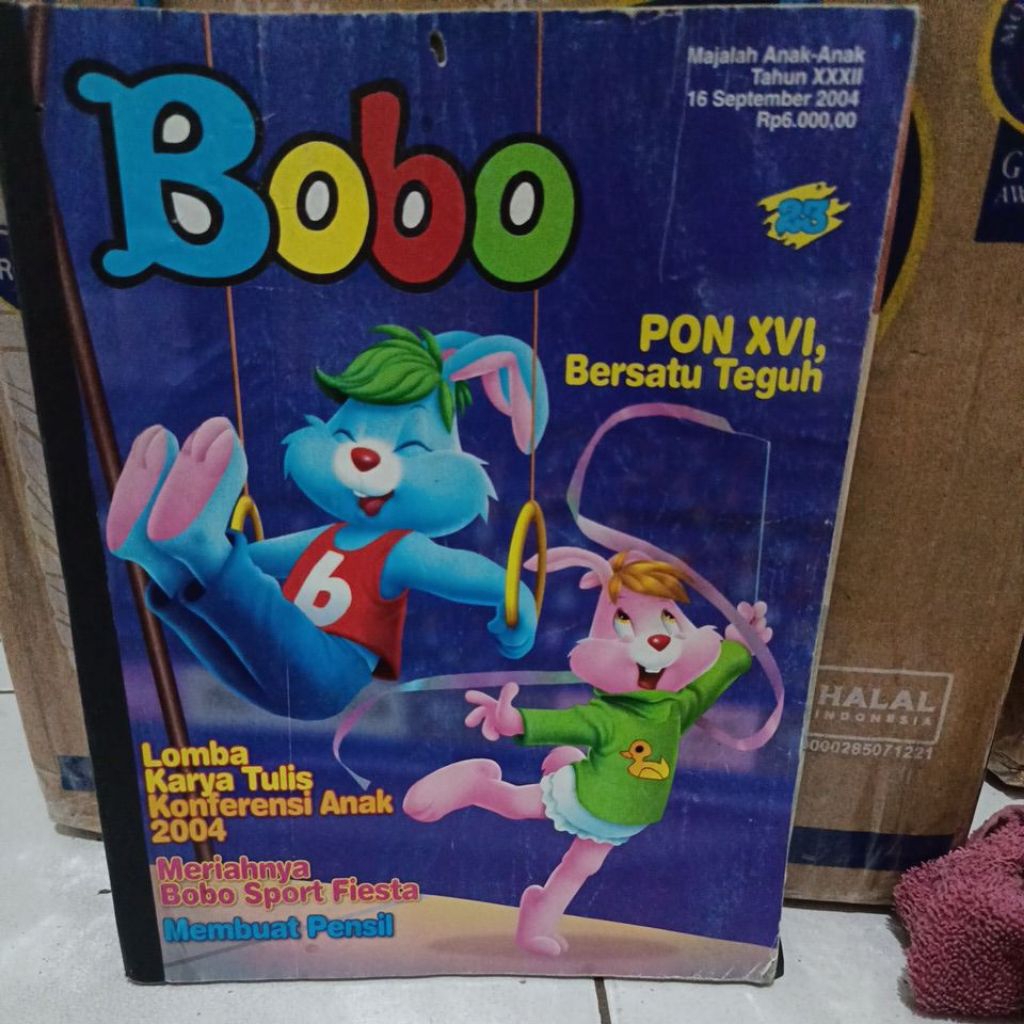 Bobo
Majalah Anak-Anak
Tahun XXXII
16 September 2004
Rp6.000,00
23
PON XVI,
Bersatu Teguh
b
Lomba
Karya Tulis
Konferensi Anak
2004
Meriahnya
Bobo Sport Fiesta
Membuat Pensil
HALAL
INDONESIA
000285071221